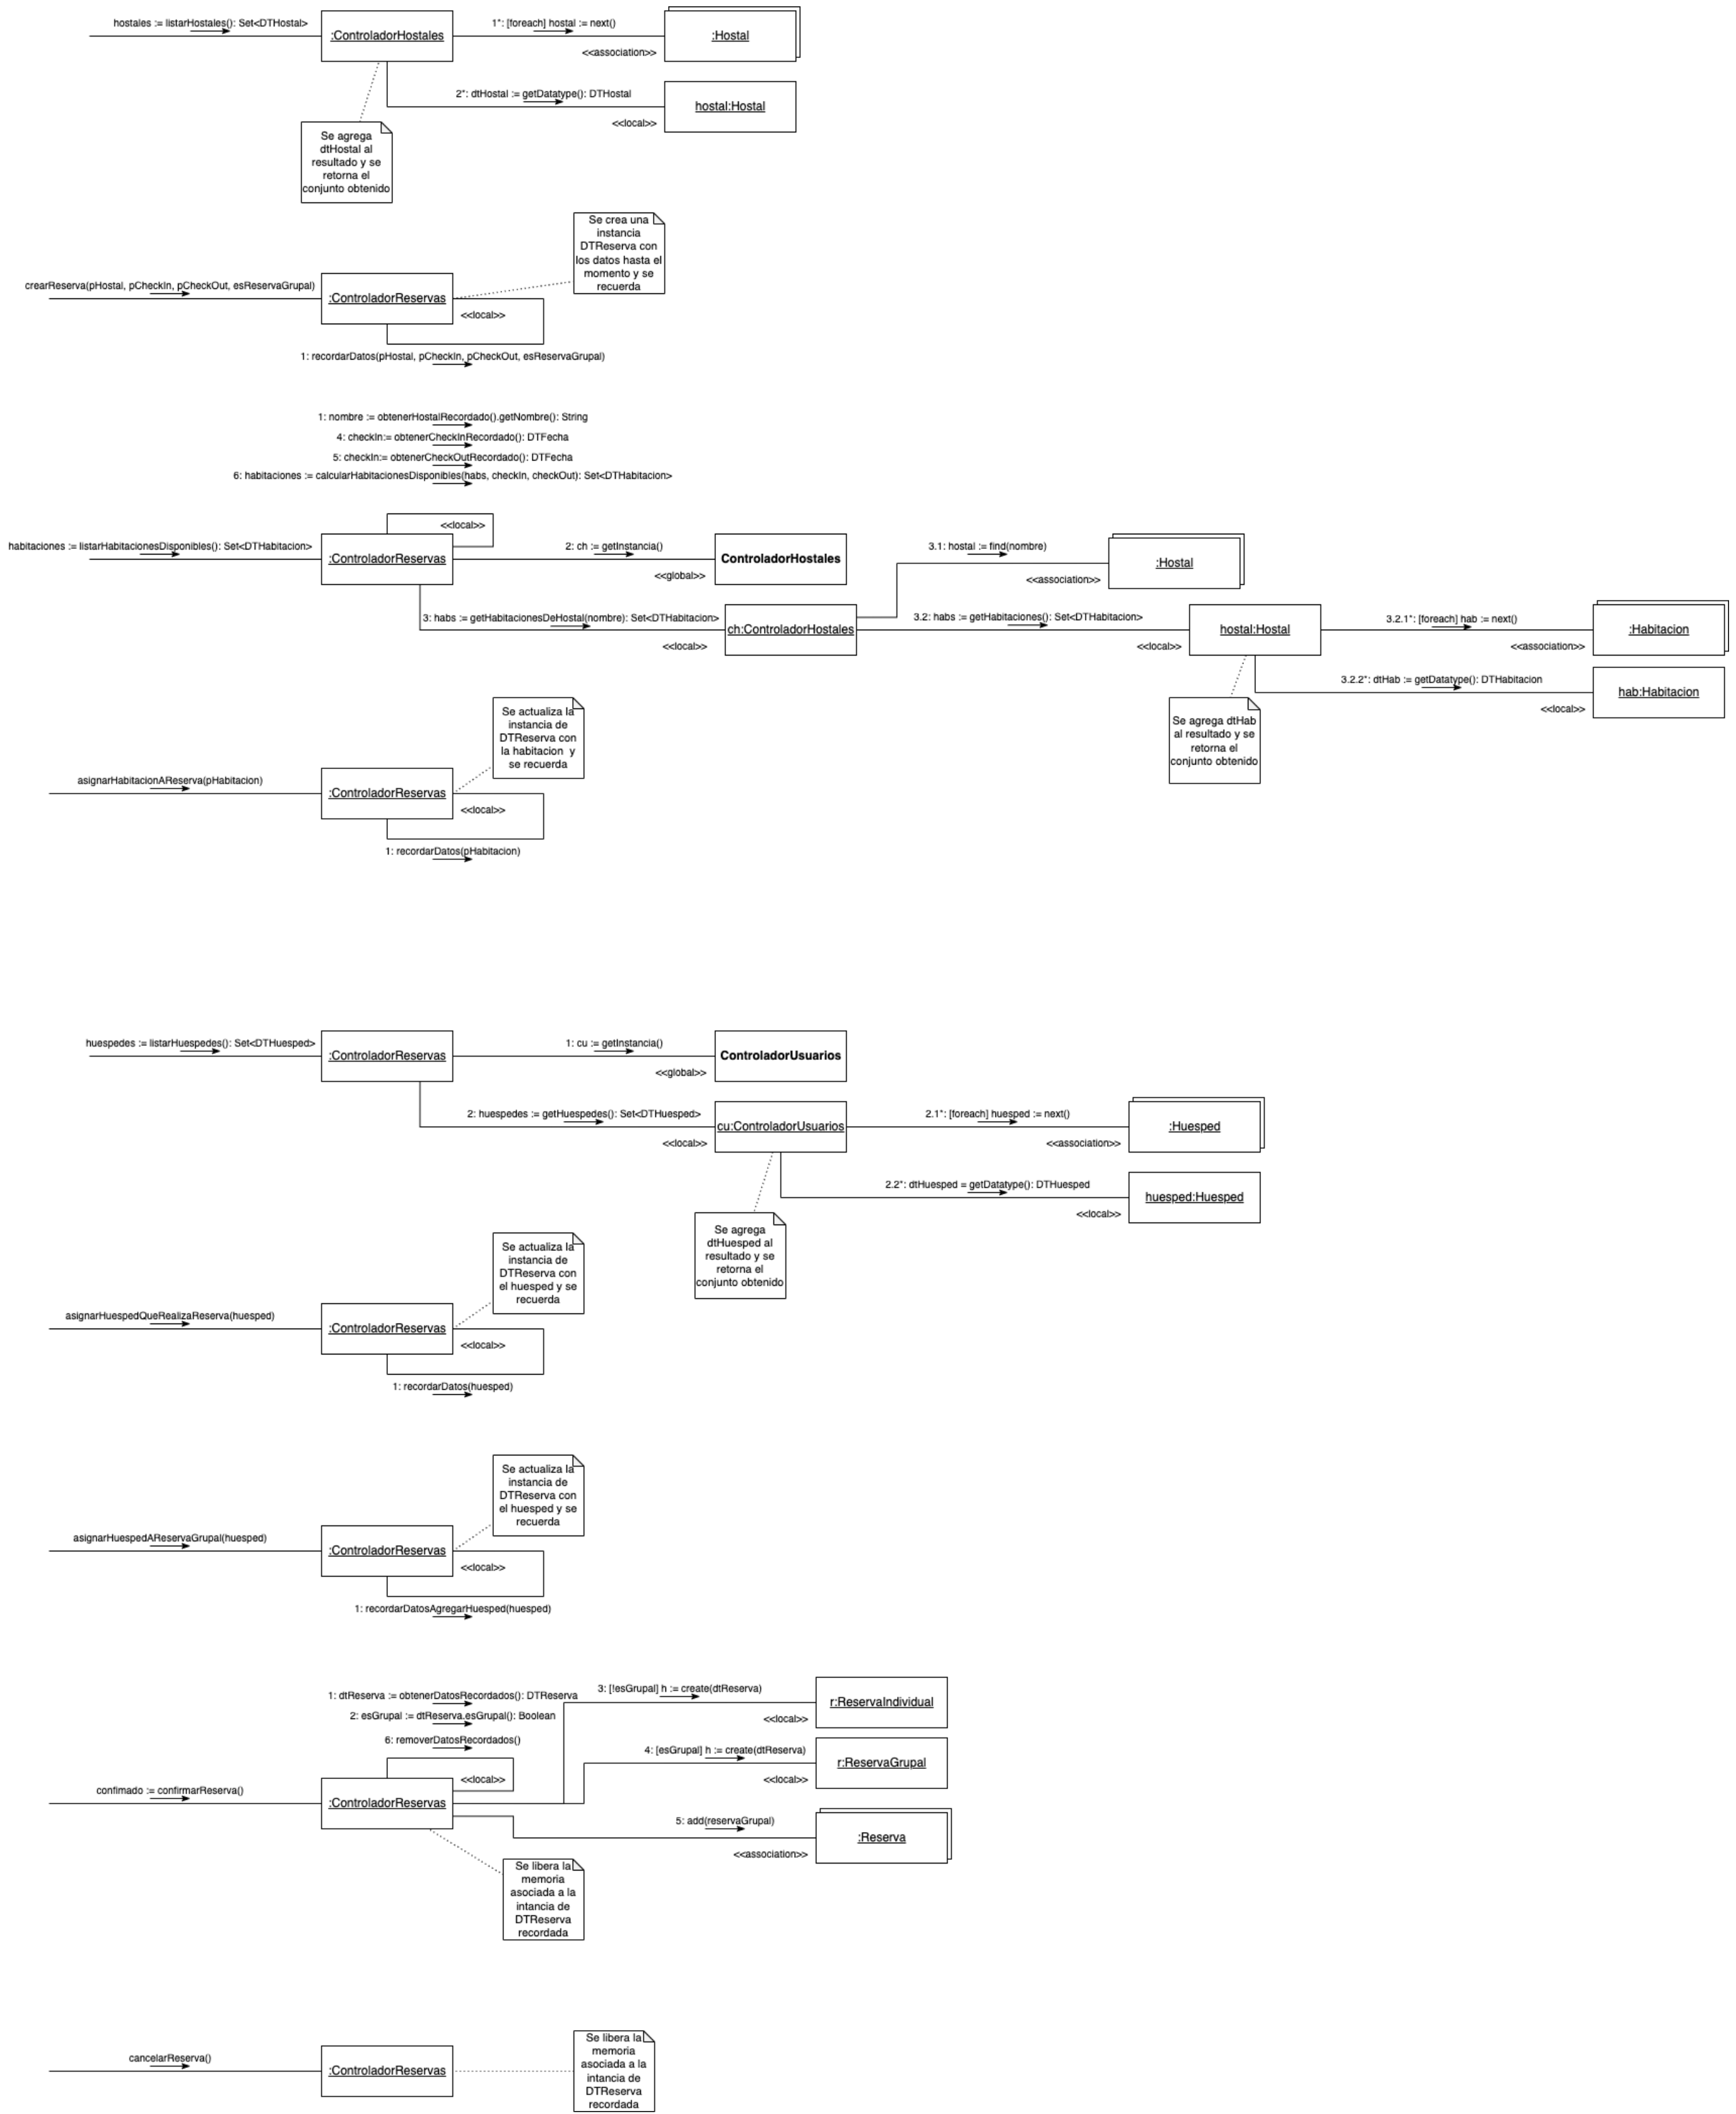 hostales := listarHostales(): Set<DTHostal>
:ControladorHostales
1*: [foreach] hostal := next()
<<association>>
:Hostal
2*: dtHostal := getDatatype(): DTHostal
<<local>>
hostal:Hostal
Se agrega
dtHostal al
resultado y se
retorna el
conjunto obtenido
Se crea una
instancia
DTReserva con
los datos hasta el
momento y se
recuerda
crearReserva(pHostal, pCheckIn, pCheckOut, esReservaGrupal)
:ControladorReservas
<<local>>
1: recordarDatos(pHostal, pCheckIn, pCheckOut, esReservaGrupal)
1: nombre := obtenerHostalRecordado().getNombre(): String
4: checkIn:= obtenerCheckInRecordado(): DTFecha
5: checkIn:= obtenerCheckOutRecordado(): DTFecha
6: habitaciones := calcularHabitacionesDisponibles(habs, checkIn, checkOut): Set<DTHabitacion>
<<local>>
habitaciones := listarHabitacionesDisponibles(): Set<DTHabitacion>
:ControladorReservas
2: ch := getInstancia()
<<global>>
ControladorHostales
3.1: hostal := find(nombre)
<<association>>
:Hostal
3: habs := getHabitacionesDeHostal(nombre): Set<DTHabitacion>
<<local>>
ch:ControladorHostales
3.2: habs := getHabitaciones(): Set<DTHabitacion>
<<local>>
hostal:Hostal
3.2.1*: [foreach] hab := next()
<<association>>
:Habitacion
3.2.2*: dtHab := getDatatype(): DTHabitacion
<<local>>
hab:Habitacion
Se agrega dtHab
al resultado y se
retorna el
conjunto obtenido
Se actualiza la
instancia de
DTReserva con
la habitacion y
se recuerda
asignarHabitacionAReserva(pHabitacion)
:ControladorReservas
<<local>>
1: recordarDatos(pHabitacion)
huespedes := listarHuespedes(): Set<DTHuesped>
:ControladorReservas
1: cu := getInstancia()
<<global>>
ControladorUsuarios
2: huespedes := getHuespedes(): Set<DTHuesped>
<<local>>
cu:ControladorUsuarios
2.1*: [foreach] huesped := next()
<<association>>
:Huesped
2.2*: dtHuesped = getDatatype(): DTHuesped
<<local>>
huesped:Huesped
Se agrega
dtHuesped al
resultado y se
retorna el
conjunto obtenido
Se actualiza la
instancia de
DTReserva con
el huesped y se
recuerda
asignarHuespedQueRealizaReserva(huesped)
:ControladorReservas
<<local>>
1: recordarDatos(huesped)
Se actualiza la
instancia de
DTReserva con
el huesped y se
recuerda
asignarHuespedAReservaGrupal(huesped)
:ControladorReservas
<<local>>
1: recordarDatosAgregarHuesped(huesped)
1: dtReserva := obtenerDatosRecordados(): DTReserva
2: esGrupal := dtReserva.esGrupal(): Boolean
6: removerDatosRecordados()
<<local>>
confimado := confirmarReserva()
:ControladorReservas
3: [!esGrupal] h := create(dtReserva)
<<local>>
r:ReservaIndividual
4: [esGrupal] h := create(dtReserva)
<<local>>
r:ReservaGrupal
5: add(reservaGrupal)
<<association>>
:Reserva
Se libera la
memoria
asociada a la
intancia de
DTReserva
recordada
cancelarReserva()
:ControladorReservas
Se libera la
memoria
asociada a la
intancia de
DTReserva
recordada